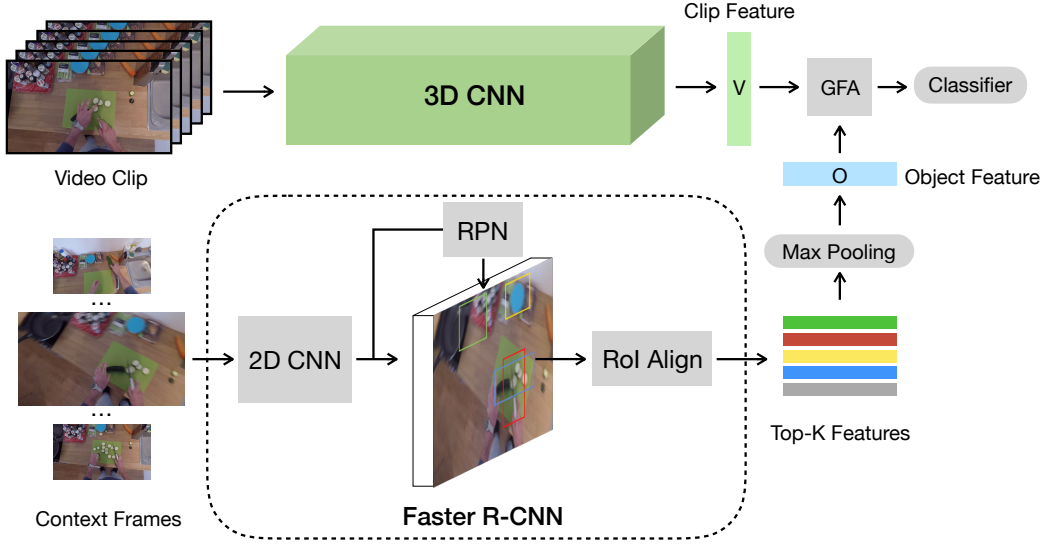 Clip Feature
3D CNN
V
GFA
Classifier
Video Clip
O
Object Feature
RPN
Max Pooling
...
2D CNN
RoI Align
...
Top-K Features
Context Frames
Faster R-CNN